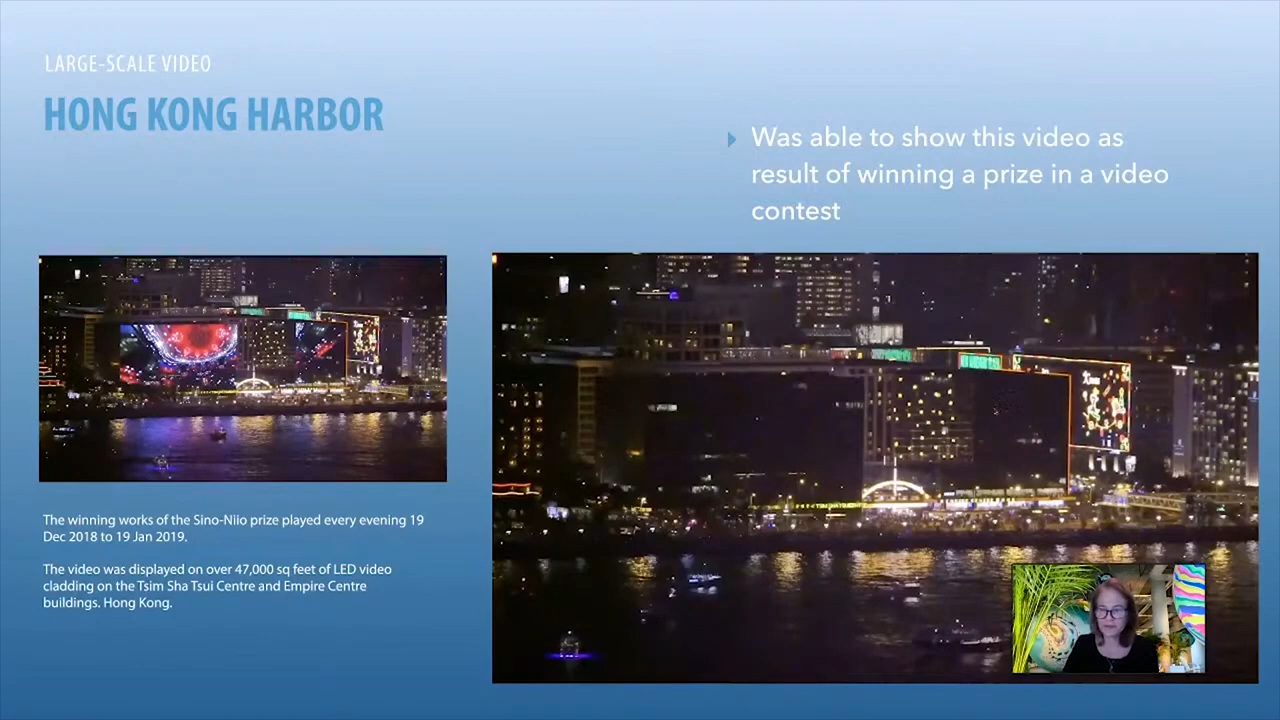 LARGE-SCALE VIDEO
HONG KONG HARBOR
Was able to show this video as
result of winning a prize in a video
contest
The winning works of the Sino-Niio prize played every evening 19
Dec 2018 to 19 Jan 2019.
The video was displayed on over 47,000 sq feet of LED video
cladding on the Tsim Sha Tsui Centre and Empire Centre
buildings. Hong Kong.